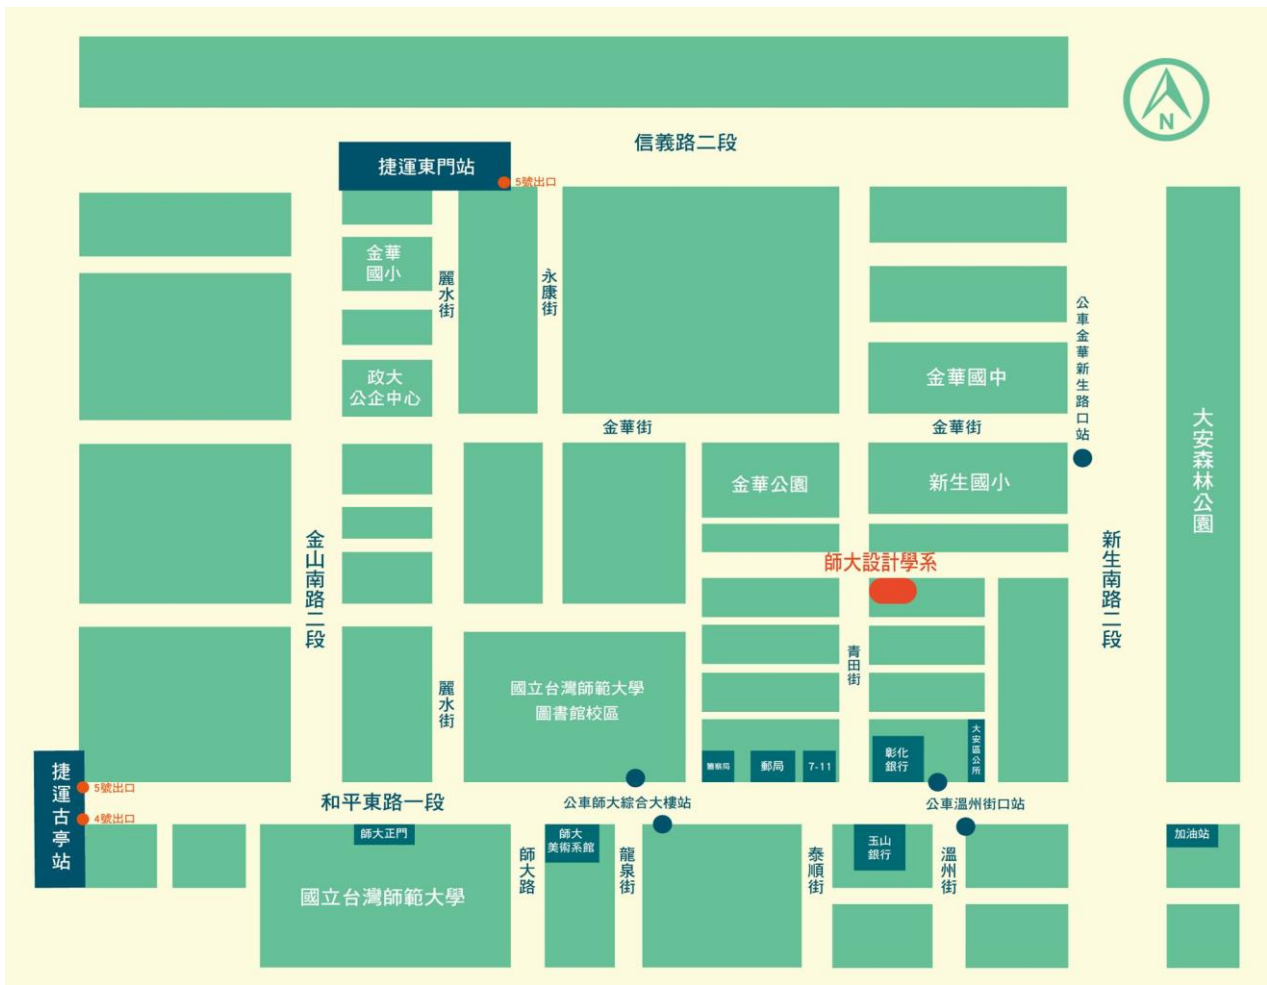 N
信義路二段
捷運東門站
5號出口
金華
國小
麗水街
永康街
公車金華新生路口站
政大
公企中心
金華國中
金華街
金華街
大安森林公園
金華公園
新生國小
金山南路二段
新生南路二段
師大設計學系
青田街
麗水街
國立台灣師範大學
圖書館校區
大安區公所
彰化
銀行
警察局
郵局
7-11
捷運古亭站
5號出口
4號出口
和平東路一段
公車師大綜合大樓站
公車溫州街口站
師大正門
師大
美術系館
師大路
龍泉街
泰順街
玉山
銀行
溫州街
加油站
國立台灣師範大學